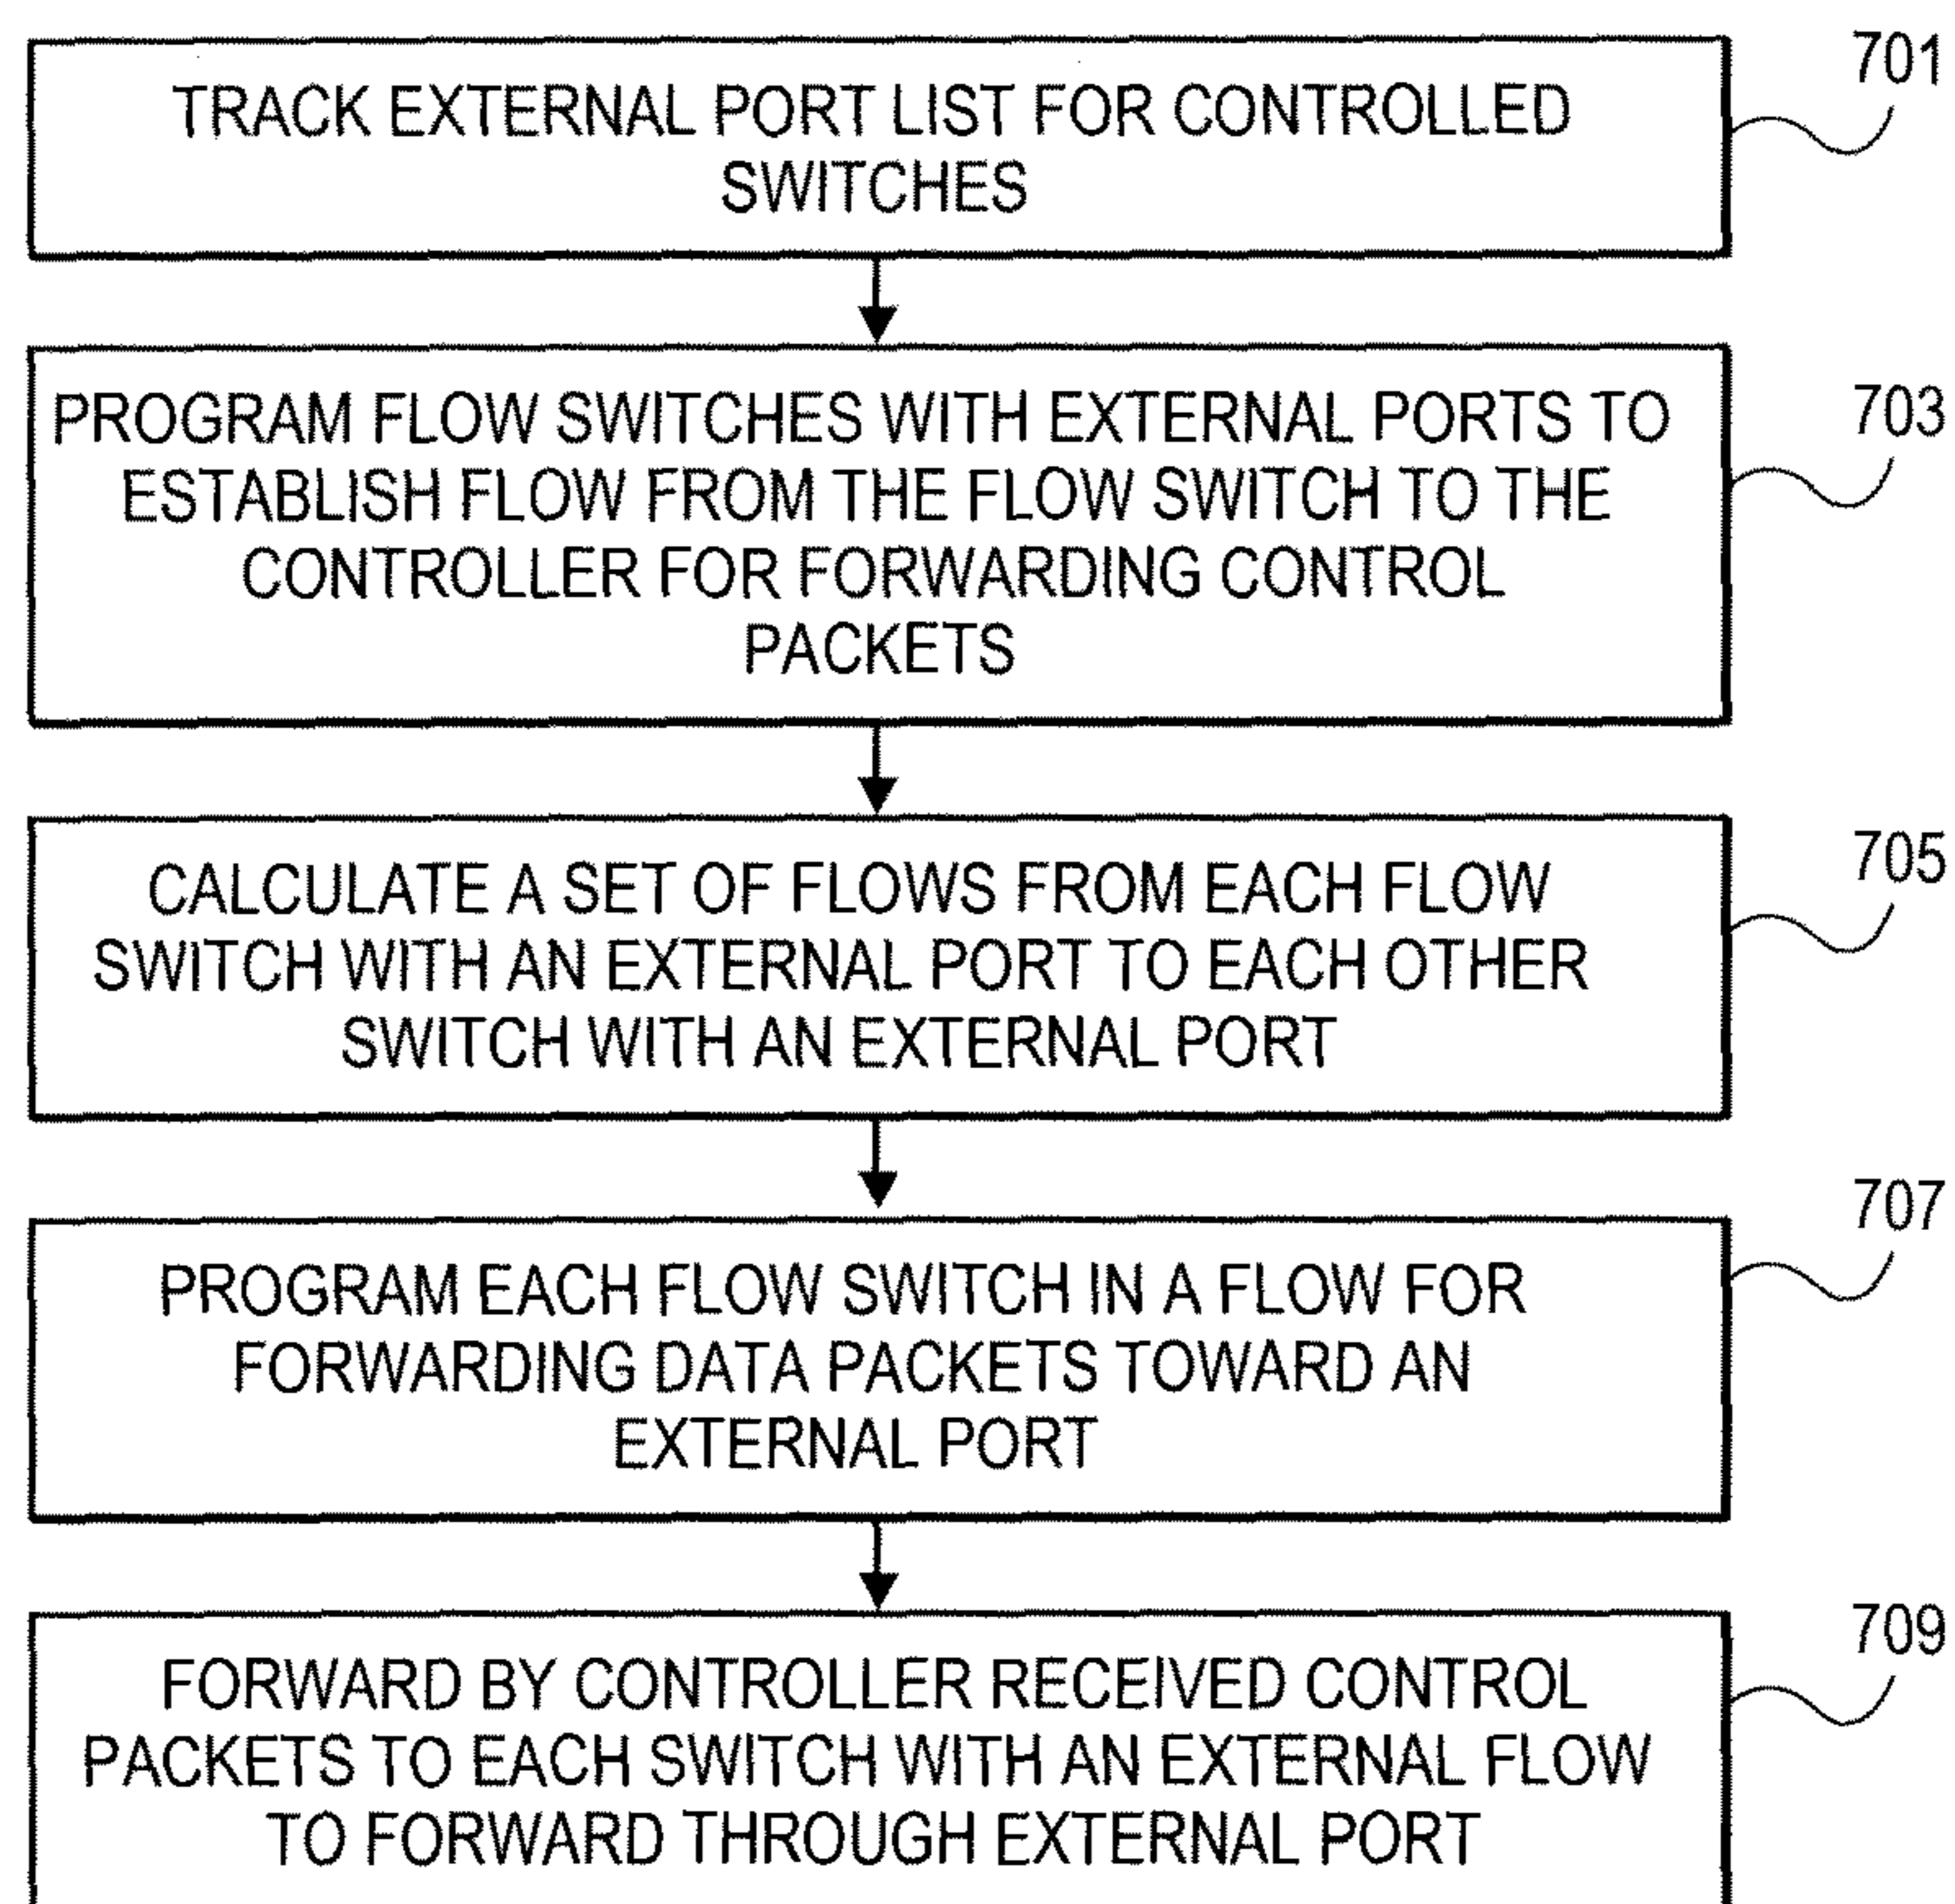 TRACK EXTERNAL PORT LIST FOR CONTROLLED
SWITCHES
701
PROGRAM FLOW SWITCHES WITH EXTERNAL PORTS TO
ESTABLISH FLOW FROM THE FLOW SWITCH TO THE
CONTROLLER FOR FORWARDING CONTROL
PACKETS
703
CALCULATE A SET OF FLOWS FROM EACH FLOW
SWITCH WITH AN EXTERNAL PORT TO EACH OTHER
SWITCH WITH AN EXTERNAL PORT
705
PROGRAM EACH FLOW SWITCH IN A FLOW FOR
FORWARDING DATA PACKETS TOWARD AN
EXTERNAL PORT
707
FORWARD BY CONTROLLER RECEIVED CONTROL
PACKETS TO EACH SWITCH WITH AN EXTERNAL FLOW
TO FORWARD THROUGH EXTERNAL PORT
709